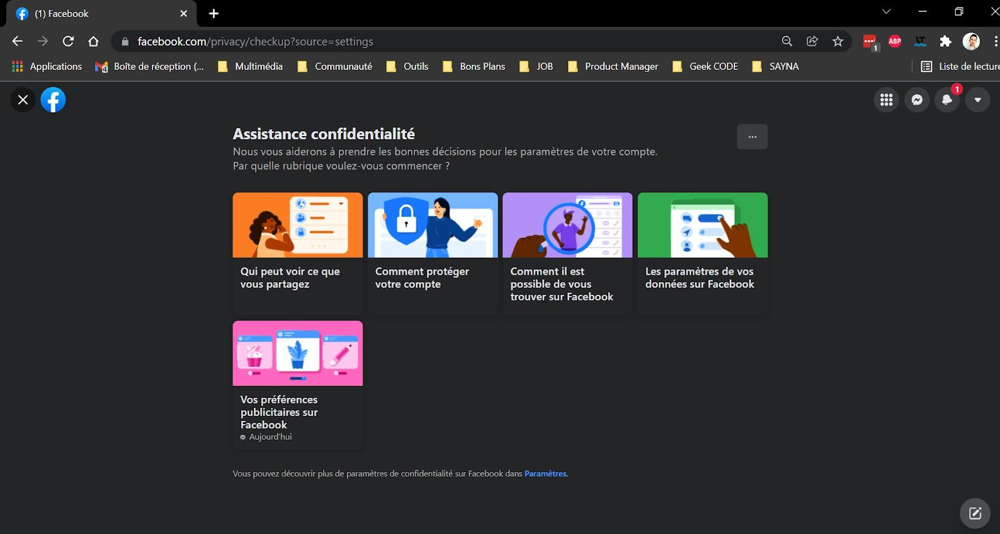 (1) Facebook
facebook.com/privacy/checkup?source=settings
1
ABP
LT
Applications
4
Boîte de réception (...
Multimédia
Communauté
Outils
Bons Plans
JOB
Product Manager
Geek CODE
SAYNA
Liste de lecture
1
Assistance confidentialité
Nous vous aiderons à prendre les bonnes décisions pour les paramètres de votre compte.
Par quelle rubrique voulez-vous commencer ?
Qui peut voir ce que
vous partagez
Comment protéger
votre compte
Comment il est
possible de vous
trouver sur Facebook
Les paramètres de vos
données sur Facebook
Vos préférences
publicitaires sur
Facebook
Aujourd'hui
Vous pouvez découvrir plus de paramètres de confidentialité sur Facebook dans Paramètres.